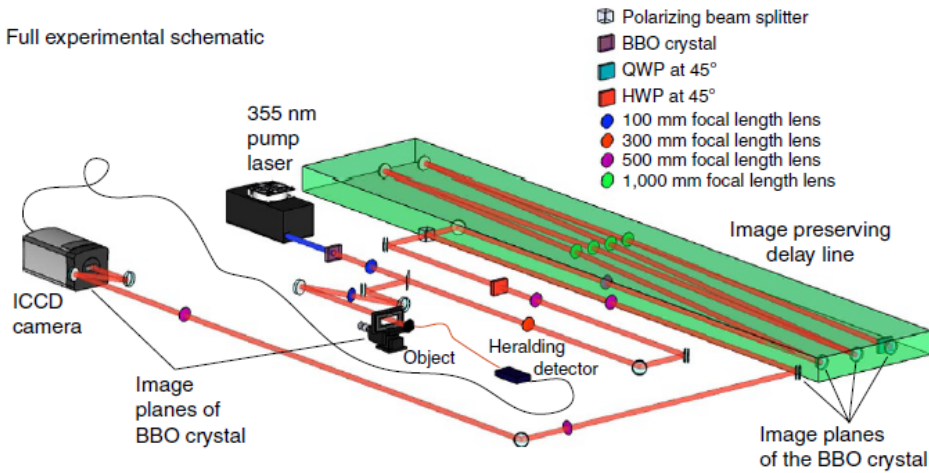 Full experimental schematic
Polarizing beam splitter
BBO crystal
QWP at 45°
HWP at 45°
100 mm focal length lens
300 mm focal length lens
500 mm focal length lens
1,000 mm focal length lens
355 nm
pump
laser
Image preserving
delay line
ICCD
camera
Object
Heralding
detector
Image
planes of
BBO crystal
Image planes
of the BBO crystal